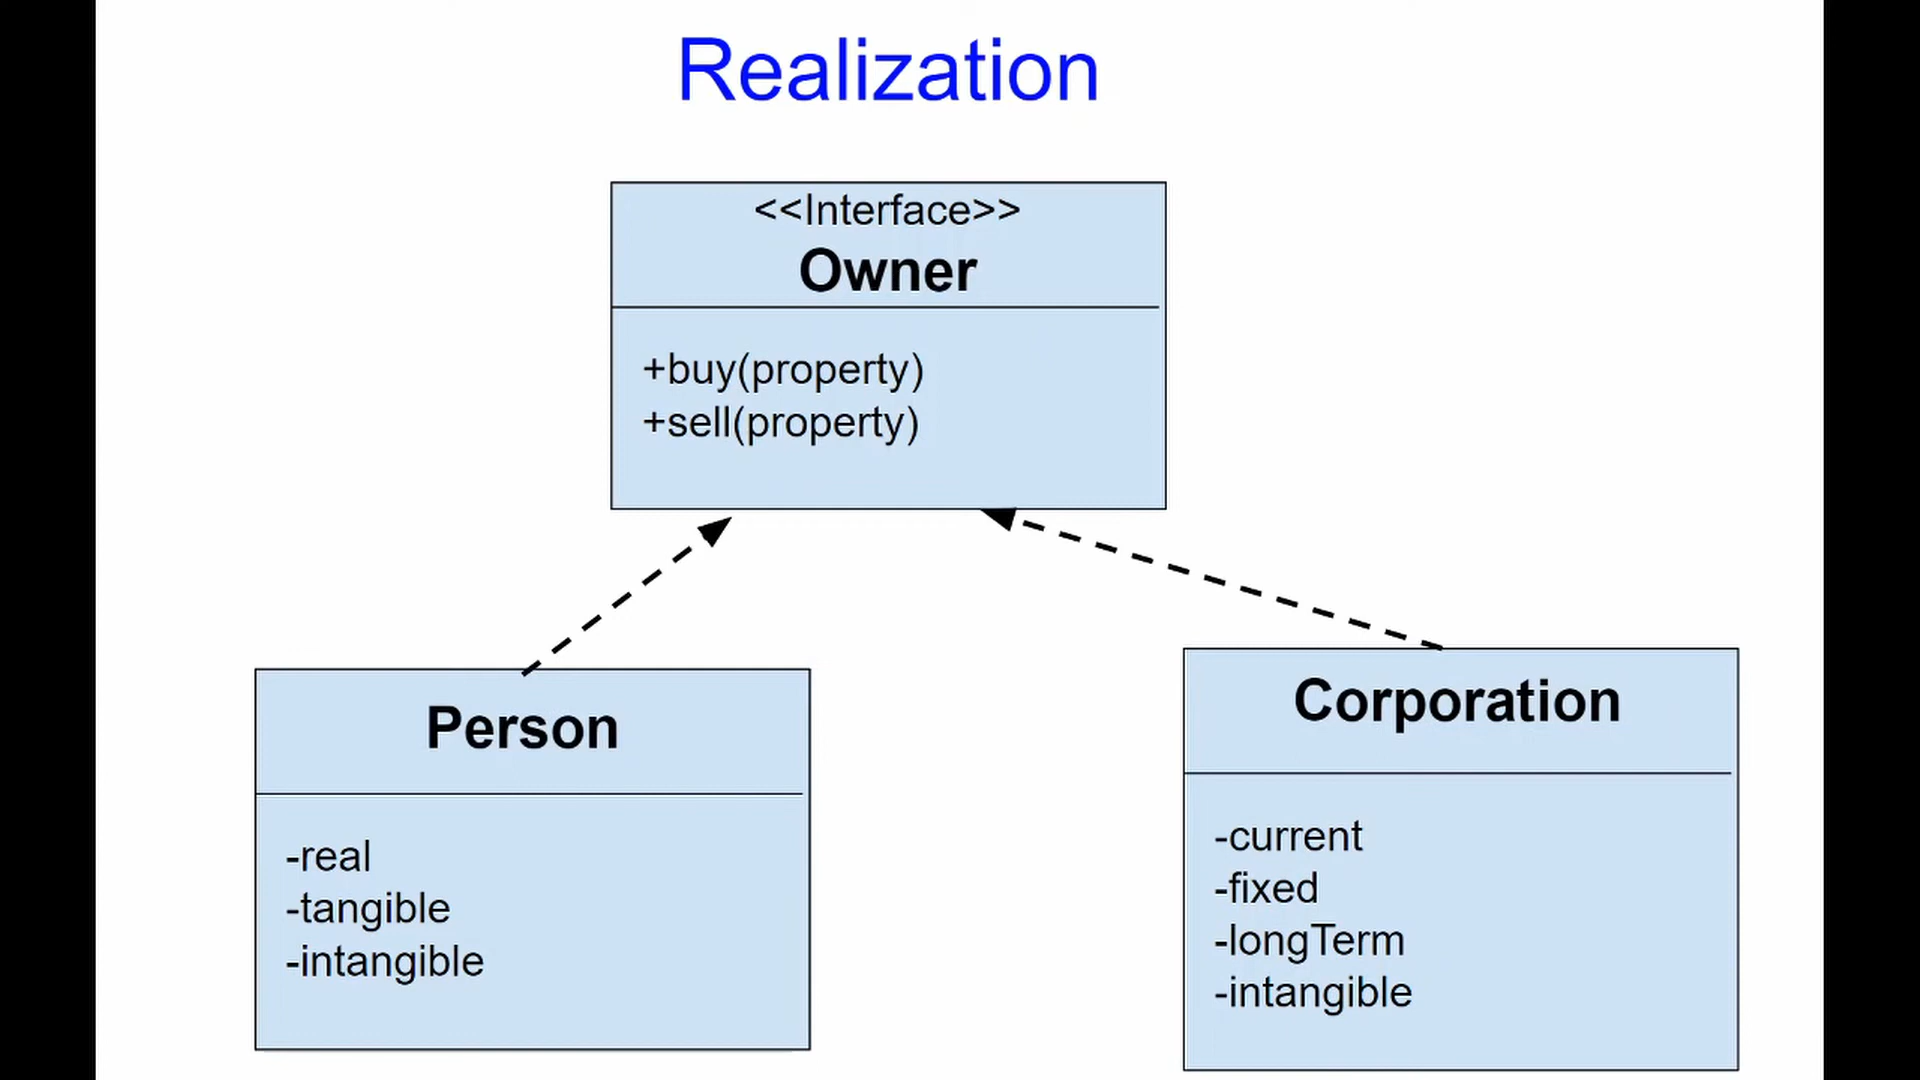 Realization
<<Interface>>
Owner
+buy(property)
+sell(property)
Person
-real
-tangible
-intangible
Corporation
-current
-fixed
-longTerm
-intangible